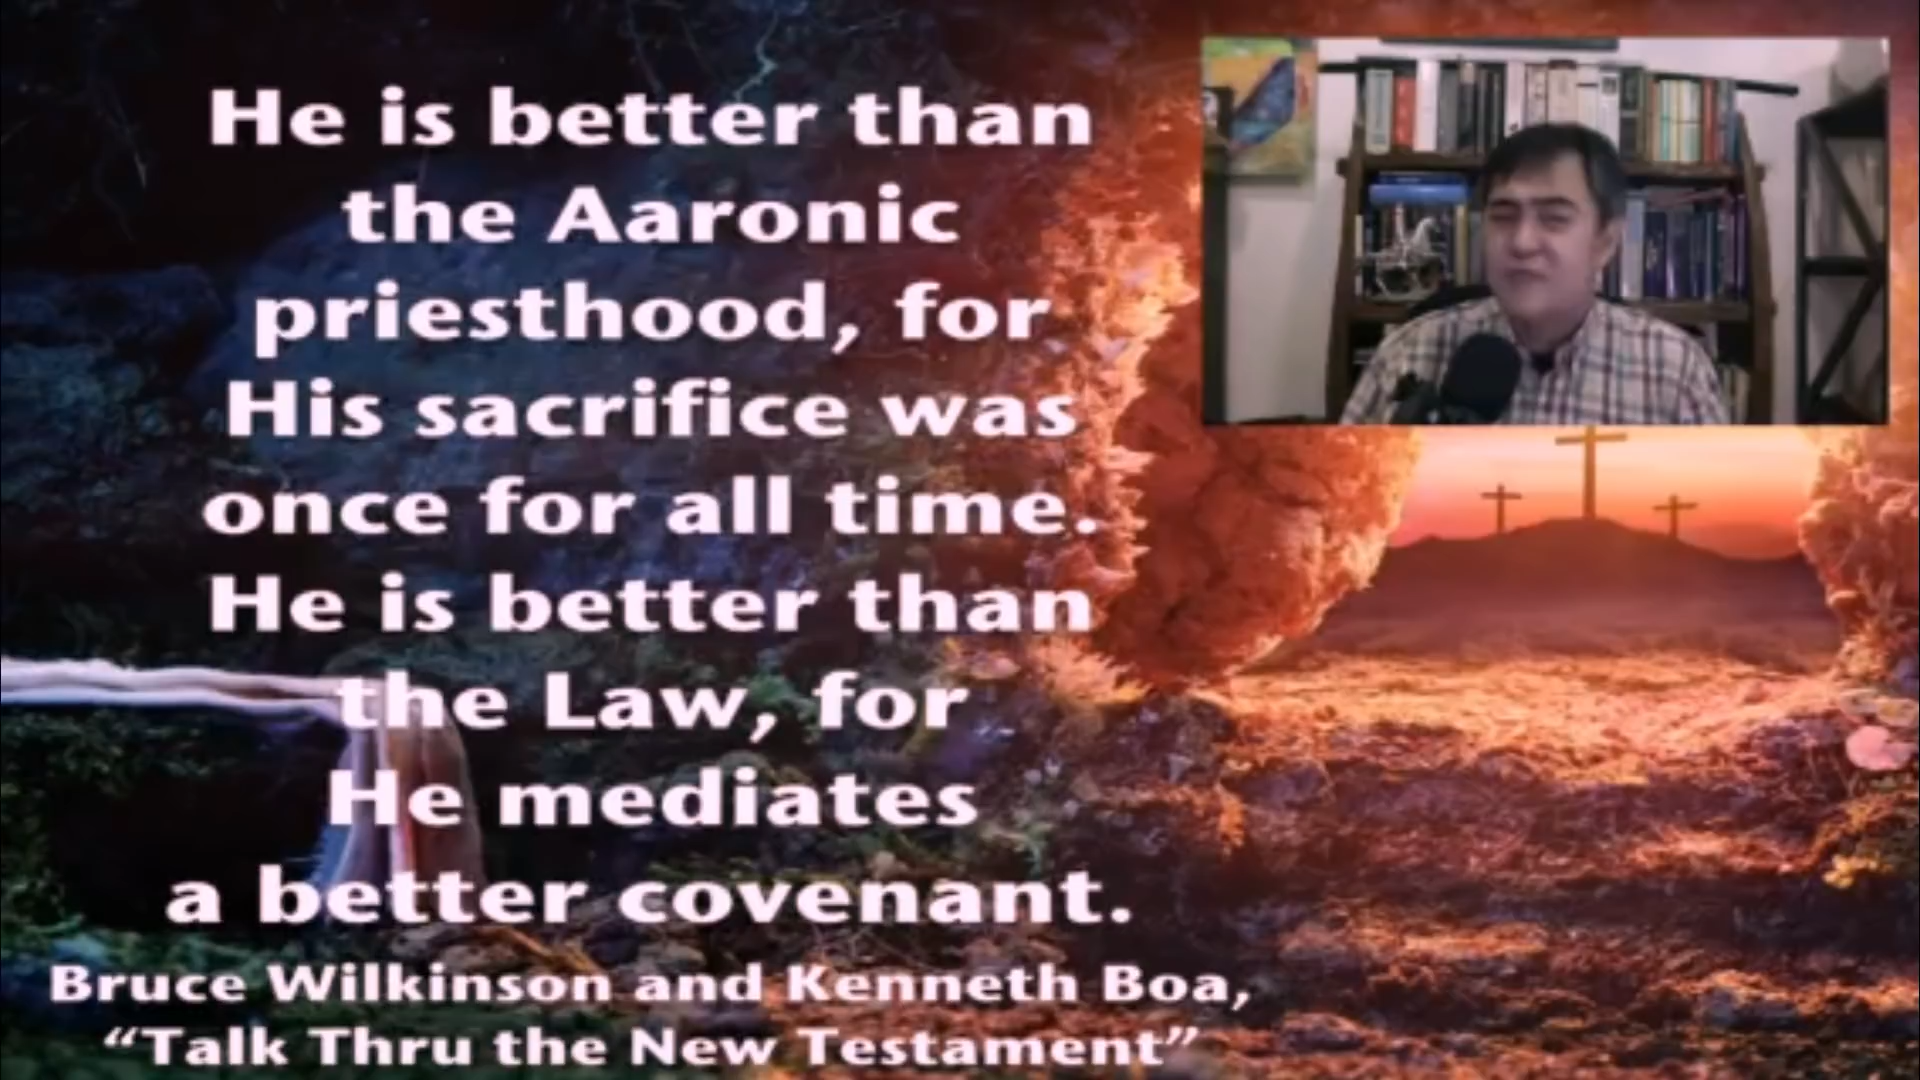 He is better than
the Aaronic
priesthood, for
His sacrifice was
once for all time.
He is better than
the Law, for
He mediates
a better covenant.
Bruce Wilkinson and Kenneth Boa,
“Talk Thru the New Testament”